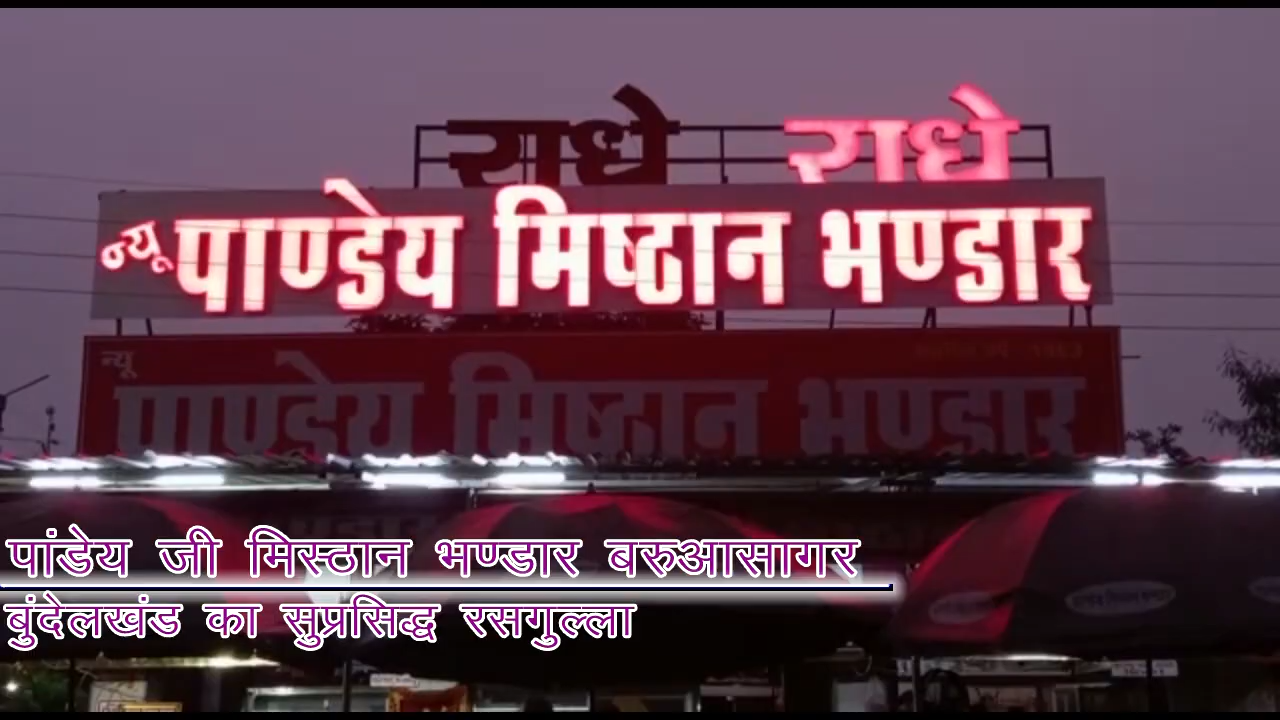 राधे राधे
न्यू पाण्डेय मिष्ठान भण्डार
न्यू
पाण्डेय मिष्ठान भण्डार
पांडेय जी मिस्ठान भण्डार बरुआसागर
बुंदेलखंड का सुप्रसिद्ध रसगुल्ला